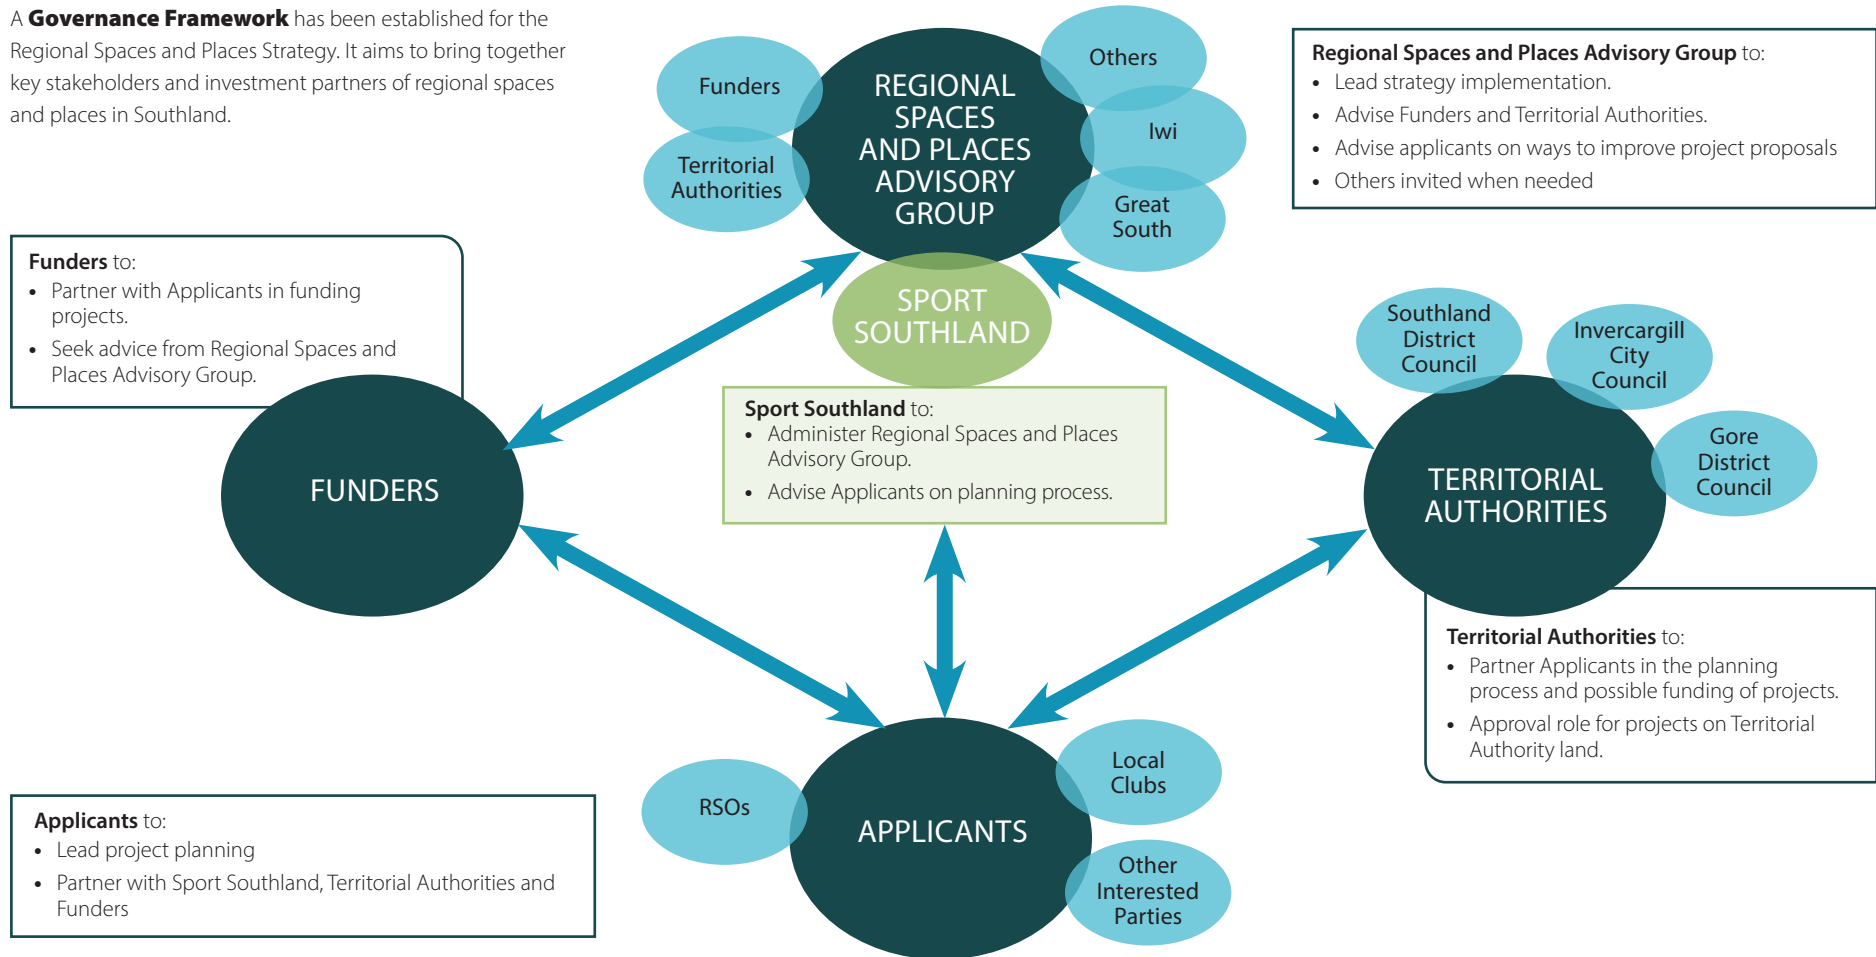 A Governance Framework has been established for the
Regional Spaces and Places Strategy. It aims to bring together
key stakeholders and investment partners of regional spaces
and places in Southland.
Funders
Territorial
Authorities
REGIONAL
SPACES
AND PLACES
ADVISORY
GROUP
Others
Iwi
Great
South
Regional Spaces and Places Advisory Group to:
• Lead strategy implementation.
• Advise Funders and Territorial Authorities.
• Advise applicants on ways to improve project proposals
• Others invited when needed
Funders to:
• Partner with Applicants in funding
projects.
• Seek advice from Regional Spaces and
Places Advisory Group.
FUNDERS
SPORT
SOUTHLAND
Sport Southland to:
• Administer Regional Spaces and Places
Advisory Group.
• Advise Applicants on planning process.
Southland
District
Council
Invercargill
City
Council
Gore
District
Council
TERRITORIAL
AUTHORITIES
Territorial Authorities to:
• Partner Applicants in the planning
process and possible funding of projects.
• Approval role for projects on Territorial
Authority land.
Applicants to:
• Lead project planning
• Partner with Sport Southland, Territorial Authorities and
Funders
RSOs
APPLICANTS
Local
Clubs
Other
Interested
Parties